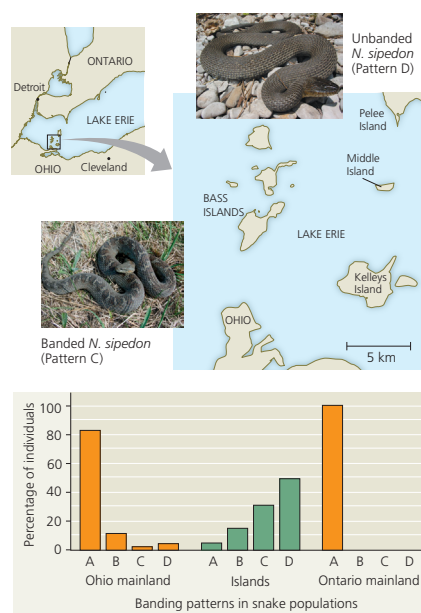 Unbanded
N. sipedon
(Pattern D)
ONTARIO
Detroit
LAKE ERIE
OHIO
Cleveland
Pelee
Island
Middle
Island
BASS
ISLANDS
LAKE ERIE
Kelleys
Island
OHIO
5 km
Banded N. sipedon
(Pattern C)
Percentage of individuals
100
80
60
40
20
0
A B C D A B C D A B C D
Ohio mainland Islands Ontario mainland
Banding patterns in snake populations